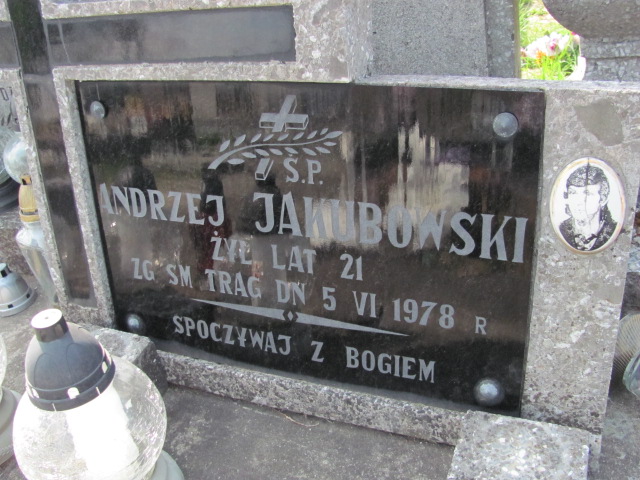 Ś.P.
ANDRZEJ JAKUBOWSKI
ŻYŁ LAT 21
ZG SM TRAG DN 5 VI 1978 R
SPOCZYWAJ Z BOGIEM